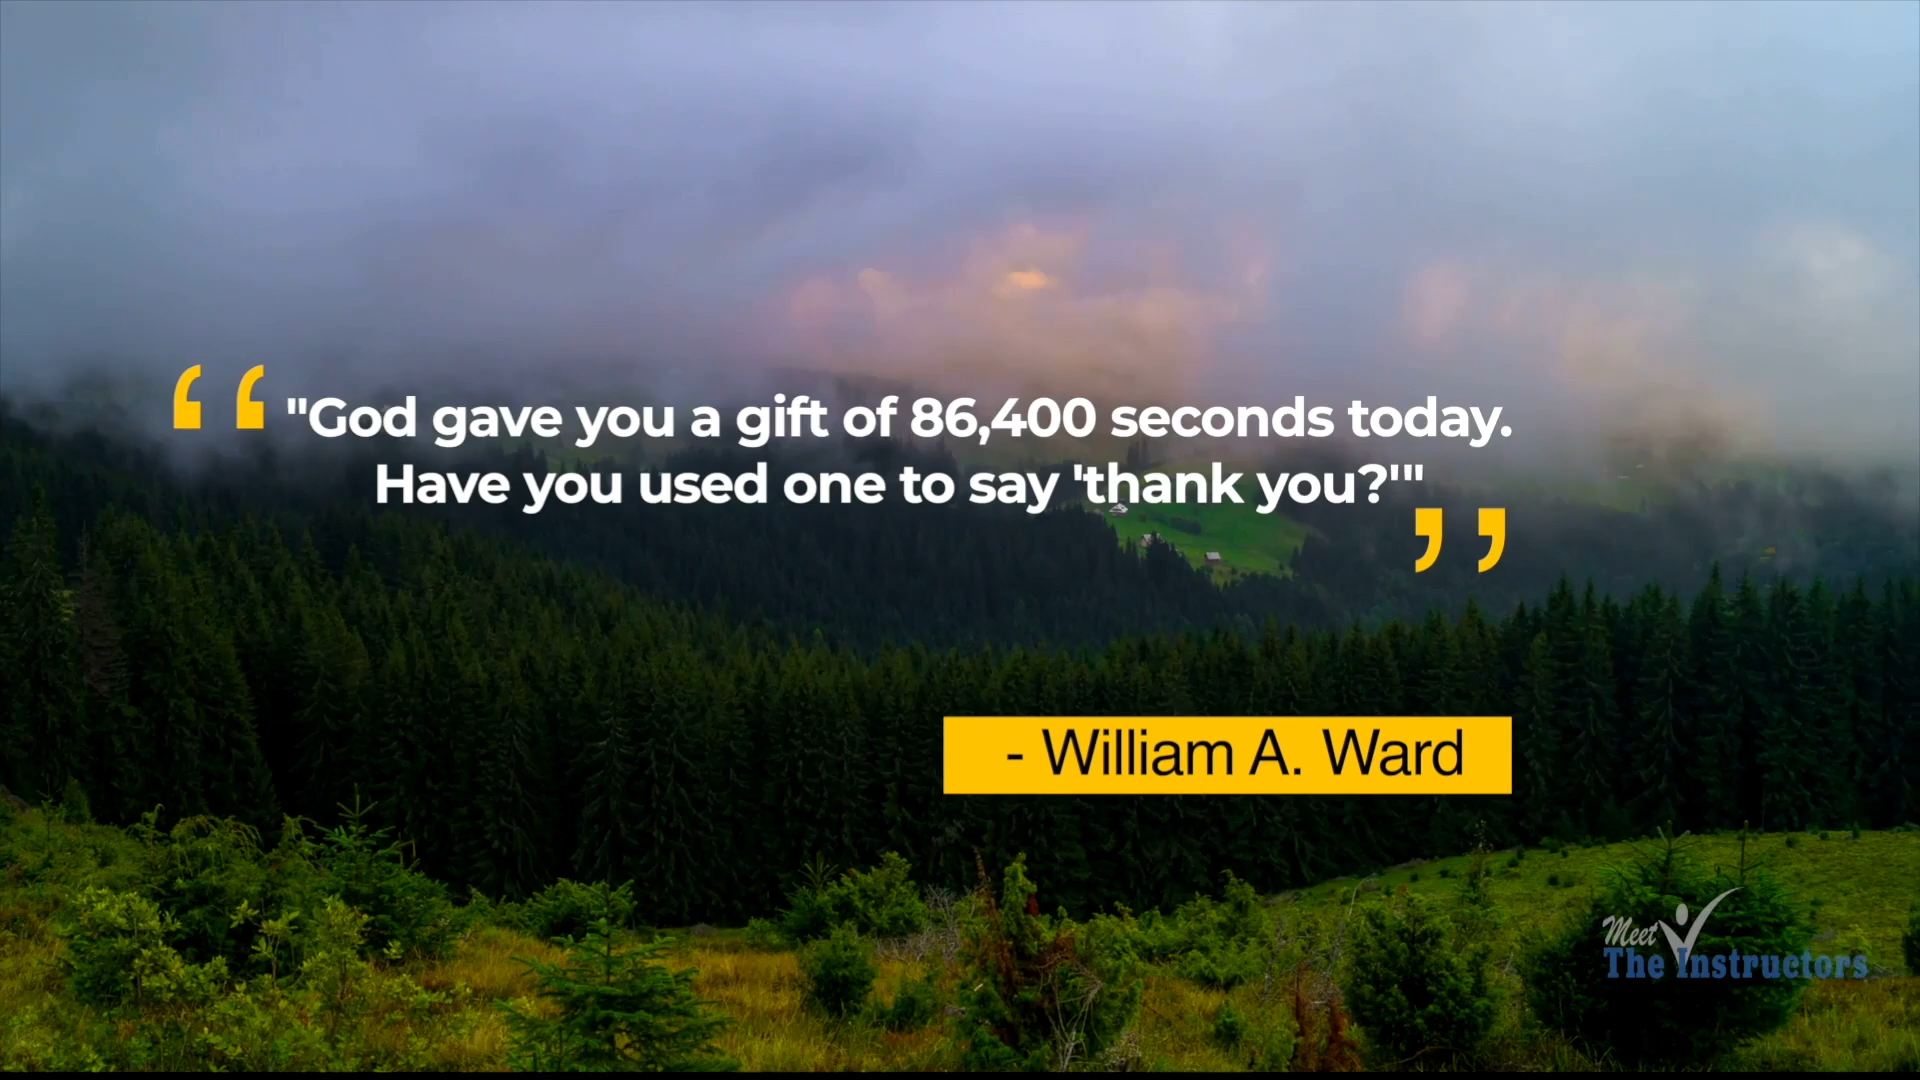 "God gave you a gift of 86,400 seconds today.
Have you used one to say 'thank you?'"
- William A. Ward
Meet
The Instructors